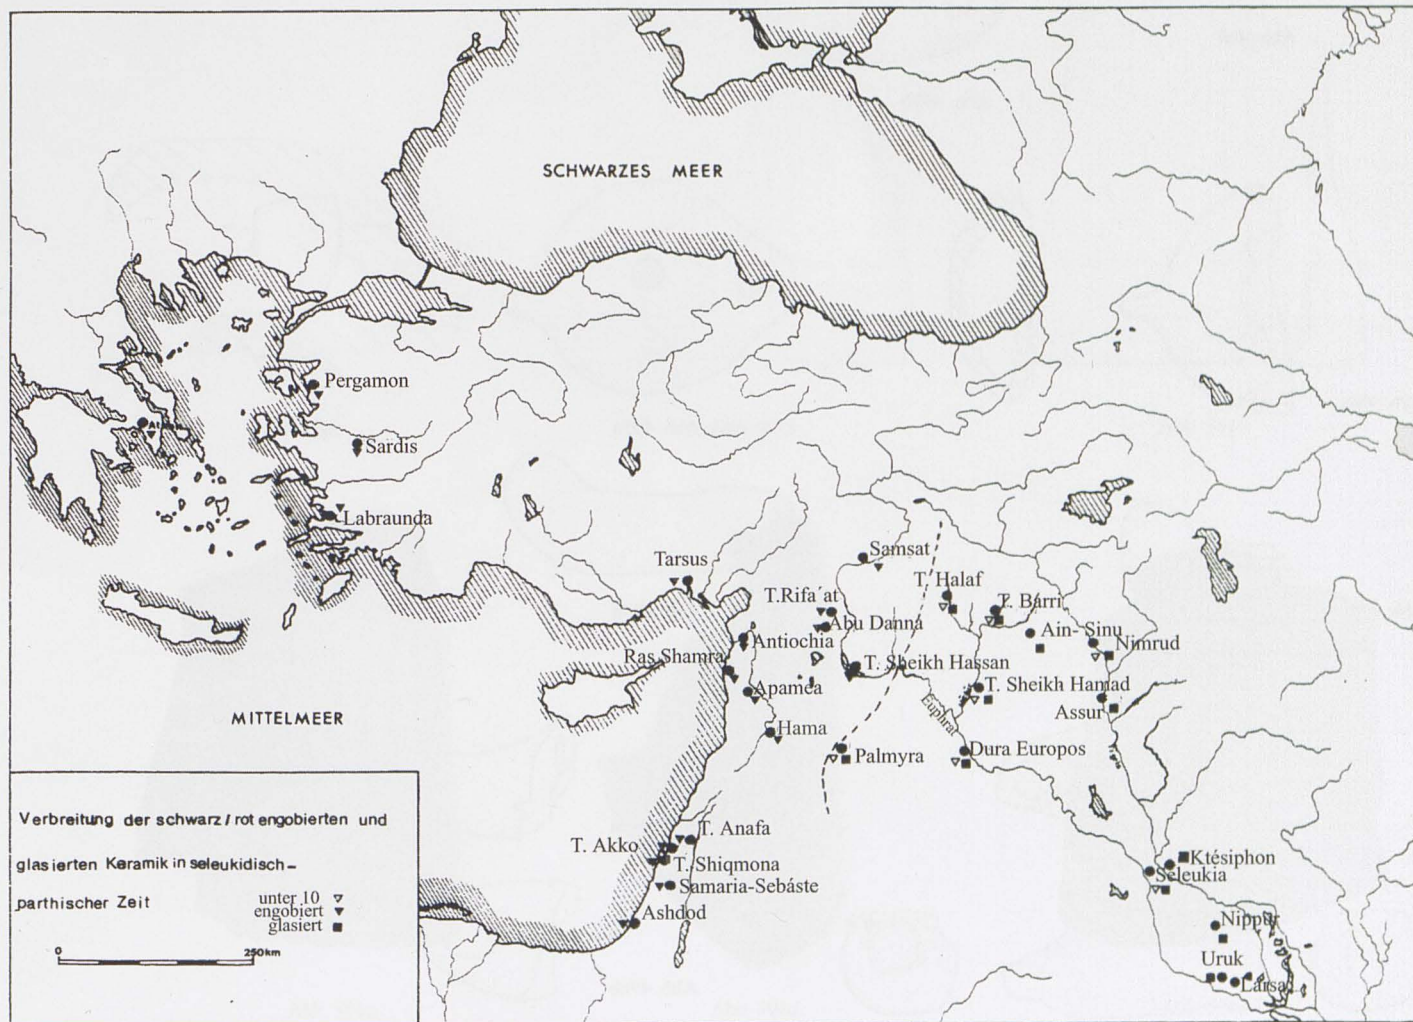 SCHWARZES MEER
Pergamon
Sardis
Labraunda
Tarsus
Samsat
T. Halaf
T.Rifa´at
T. Barri
Abu Danna
Ain- Sinu
Antiochia
Nimrud
Ras Shamra
T. Sheikh Hassan
Apamea
T. Sheikh Hamad
Assur
MITTELMEER
Euphrat
Hama
Palmyra
Dura Europos
T. Anafa
T. Akko
T. Shiqmona
Samaria-Sebáste
Ashdod
Ktésiphon
Seleukia
Nippur
Uruk
Larsa
Verbreitung der schwarz / rot engobierten und
glasierten Keramik in seleukidisch-
parthischer Zeit
unter 10
engobiert
glasiert
0 250 km